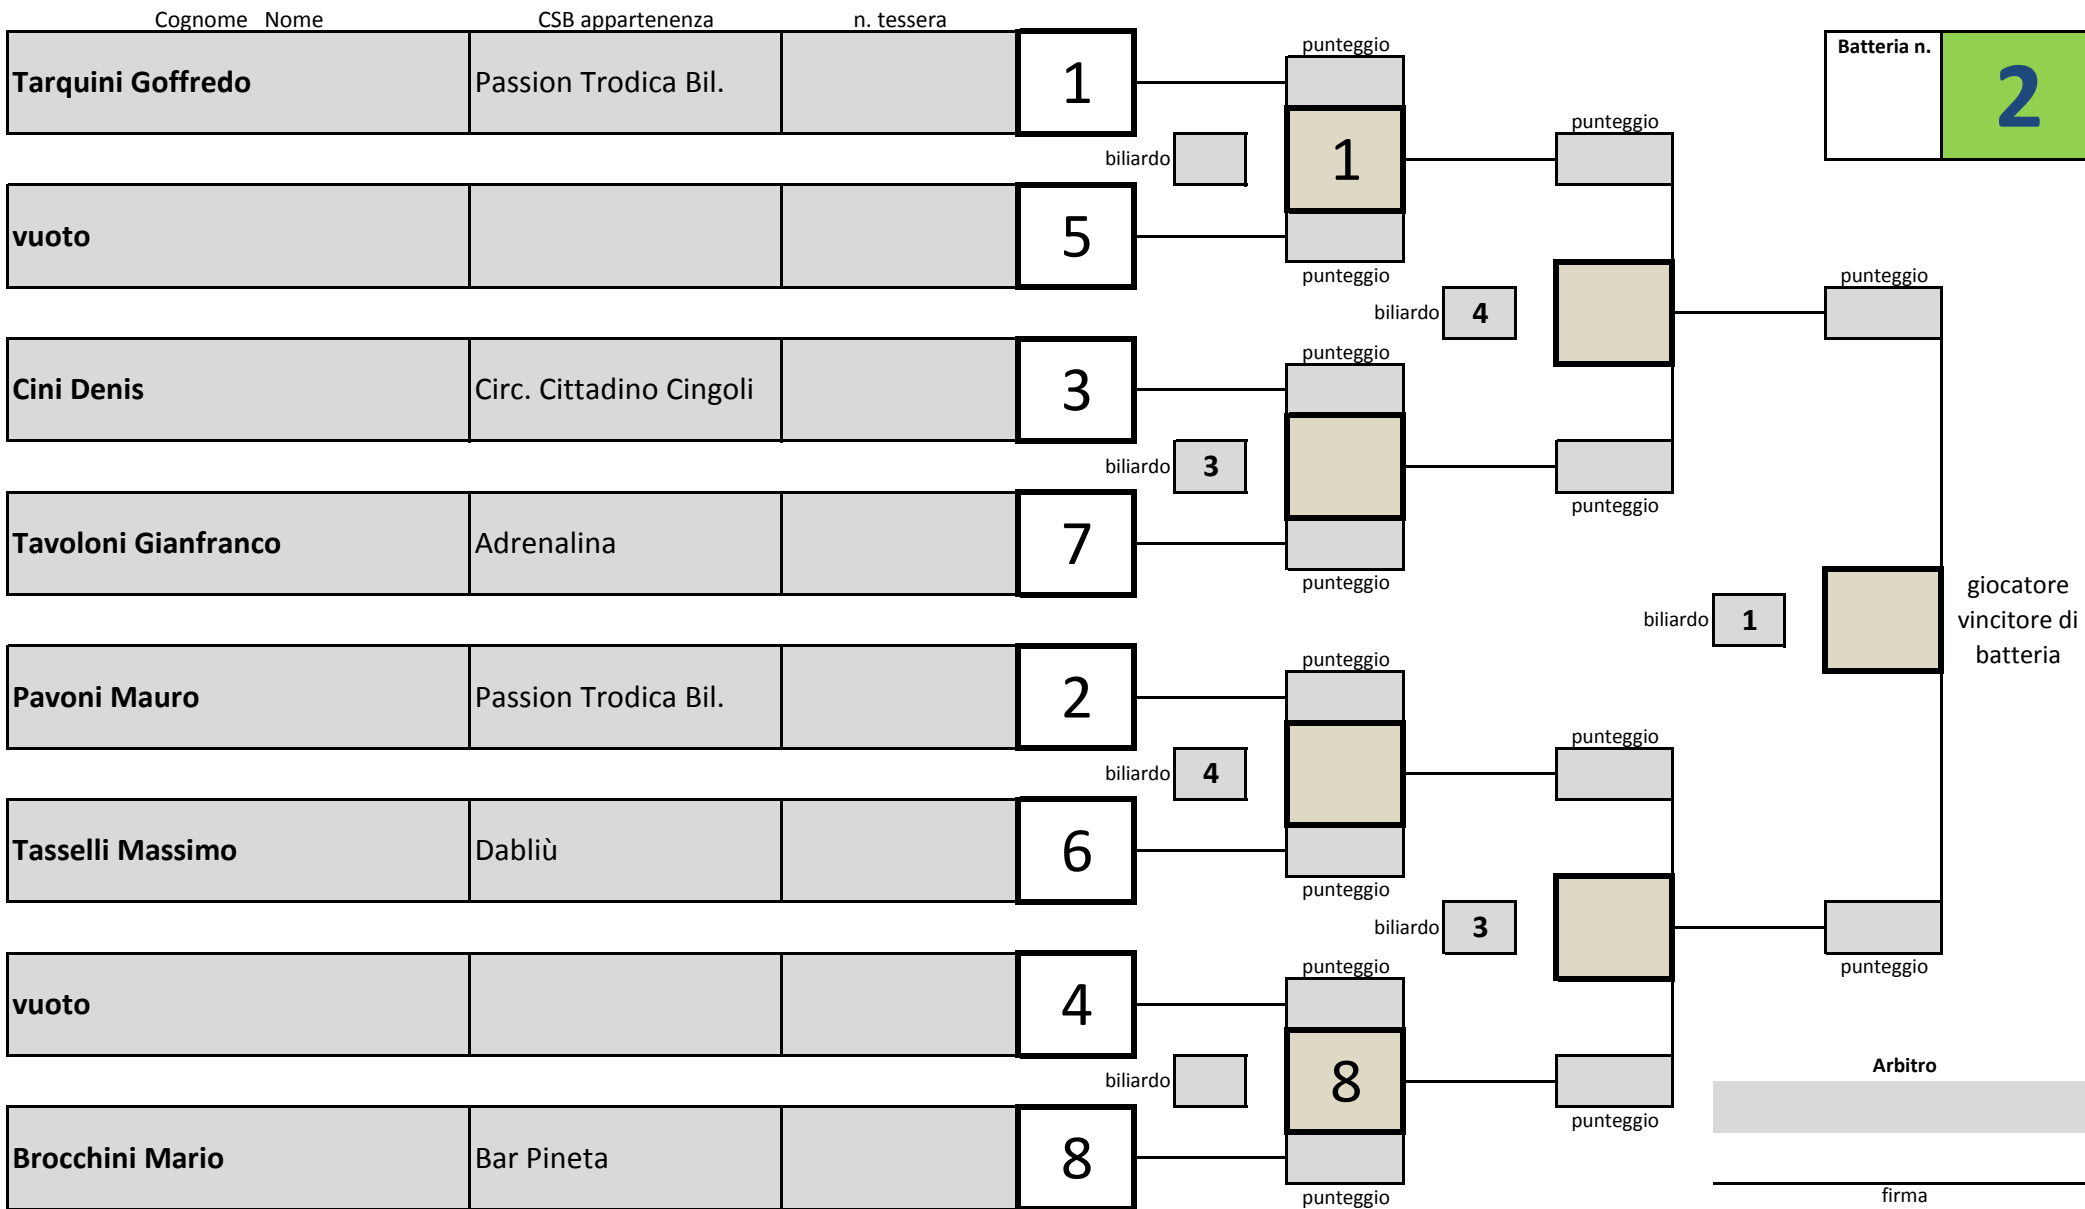 Cognome Nome CSB appartenenza n. tessera
punteggio
Batteria n. 2
Tarquini Goffredo Passion Trodica Bil. 1
punteggio
biliardo 1
vuoto 5
punteggio
punteggio
biliardo 4
punteggio
Cini Denis Circ. Cittadino Cingoli 3
biliardo 3
punteggio
Tavoloni Gianfranco Adrenalina 7
punteggio
giocatore
biliardo 1 vincitore di
batteria
punteggio
Pavoni Mauro Passion Trodica Bil. 2
punteggio
biliardo 4
Tasselli Massimo Dabliù 6
punteggio
biliardo 3
punteggio
punteggio
vuoto 4
Arbitro
biliardo 8
punteggio
Brocchini Mario Bar Pineta 8
punteggio
firma